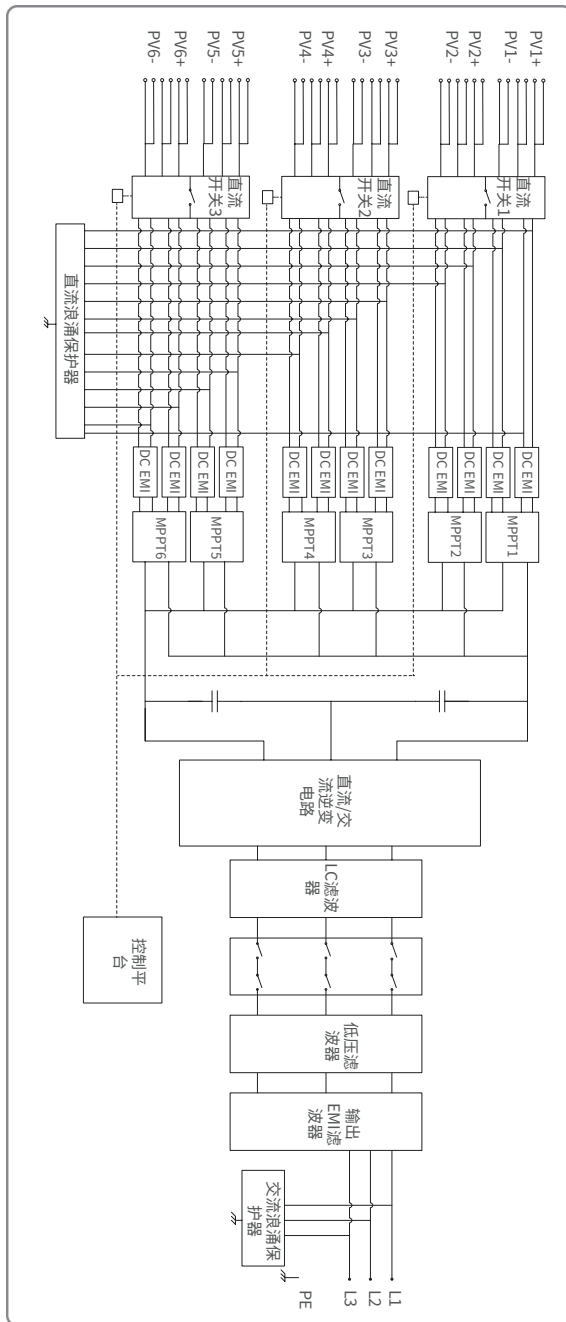 PV1+
PV1-
PV2+
PV2-
PV3+
PV3-
PV4+
PV4-
PV5+
PV5-
PV6+
PV6-
直流
开关1
直流
开关2
直流
开关3
直流浪涌保护器
DC EMI
DC EMI
DC EMI
DC EMI
DC EMI
DC EMI
DC EMI
DC EMI
DC EMI
DC EMI
DC EMI
DC EMI
MPPT1
MPPT2
MPPT3
MPPT4
MPPT5
MPPT6
直流/交
流逆变
电路
LC滤波
器
控制平
台
低压滤
波器
输出
EMI滤
波器
交流浪涌保
护器
L1
L2
L3
PE